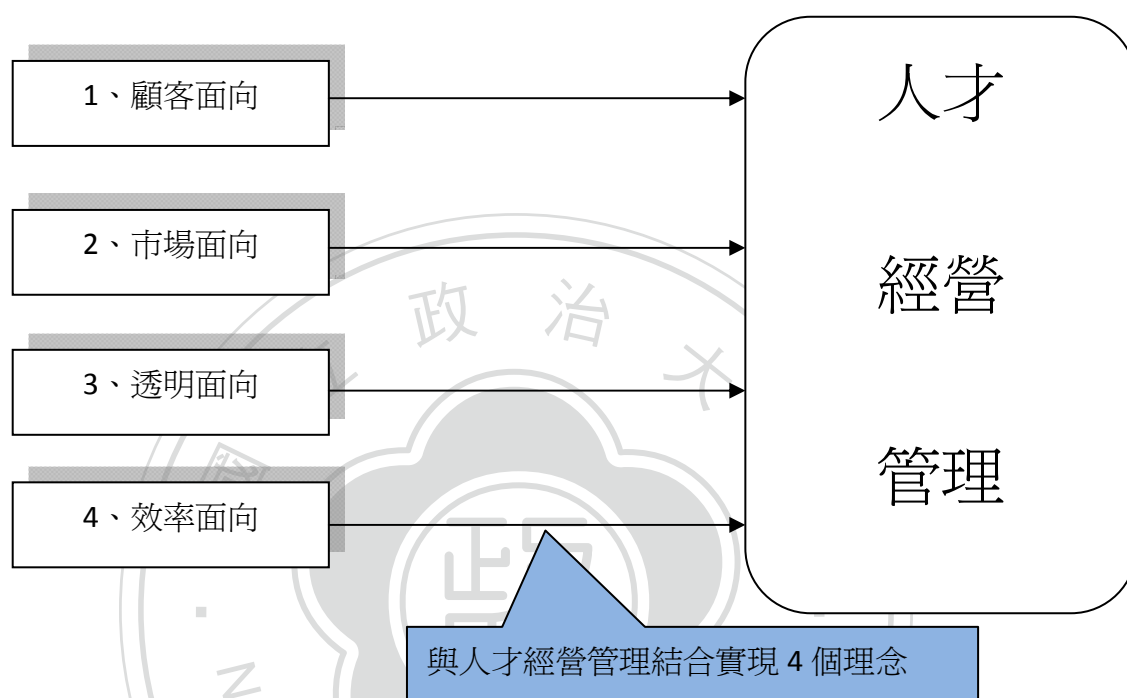 1、顧客面向
2、市場面向
3、透明面向
4、效率面向
人才
經營
管理
與人才經營管理結合實現 4 個理念
政 治 大